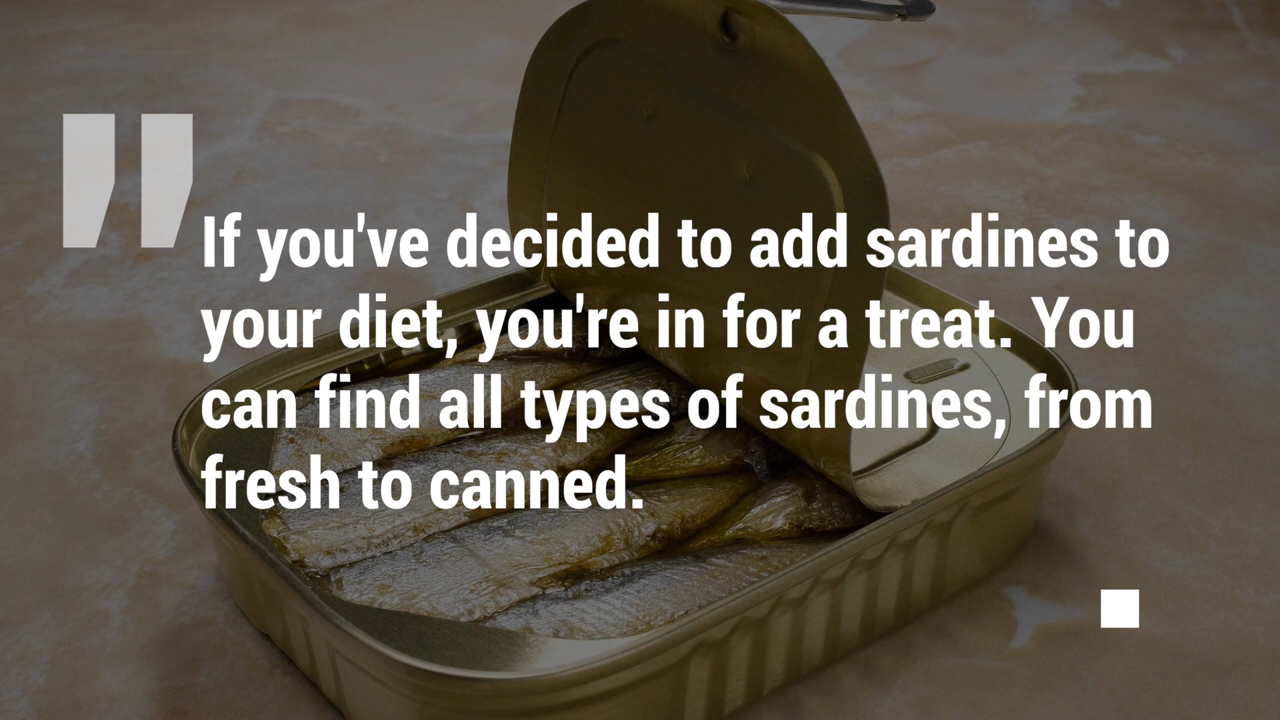 "
If you've decided to add sardines to
your diet, you're in for a treat. You
can find all types of sardines, from
fresh to canned.